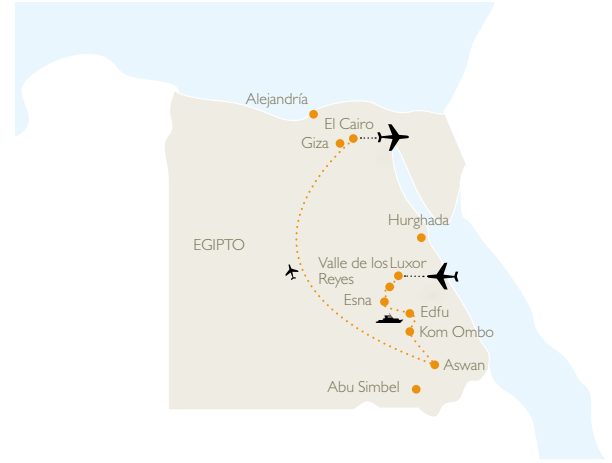 Alejandría
El Cairo
Giza
Hurghada
EGIPTO
Valle de los
Reyes
Luxor
Esna
Edfu
Kom Ombo
Aswan
Abu Simbel